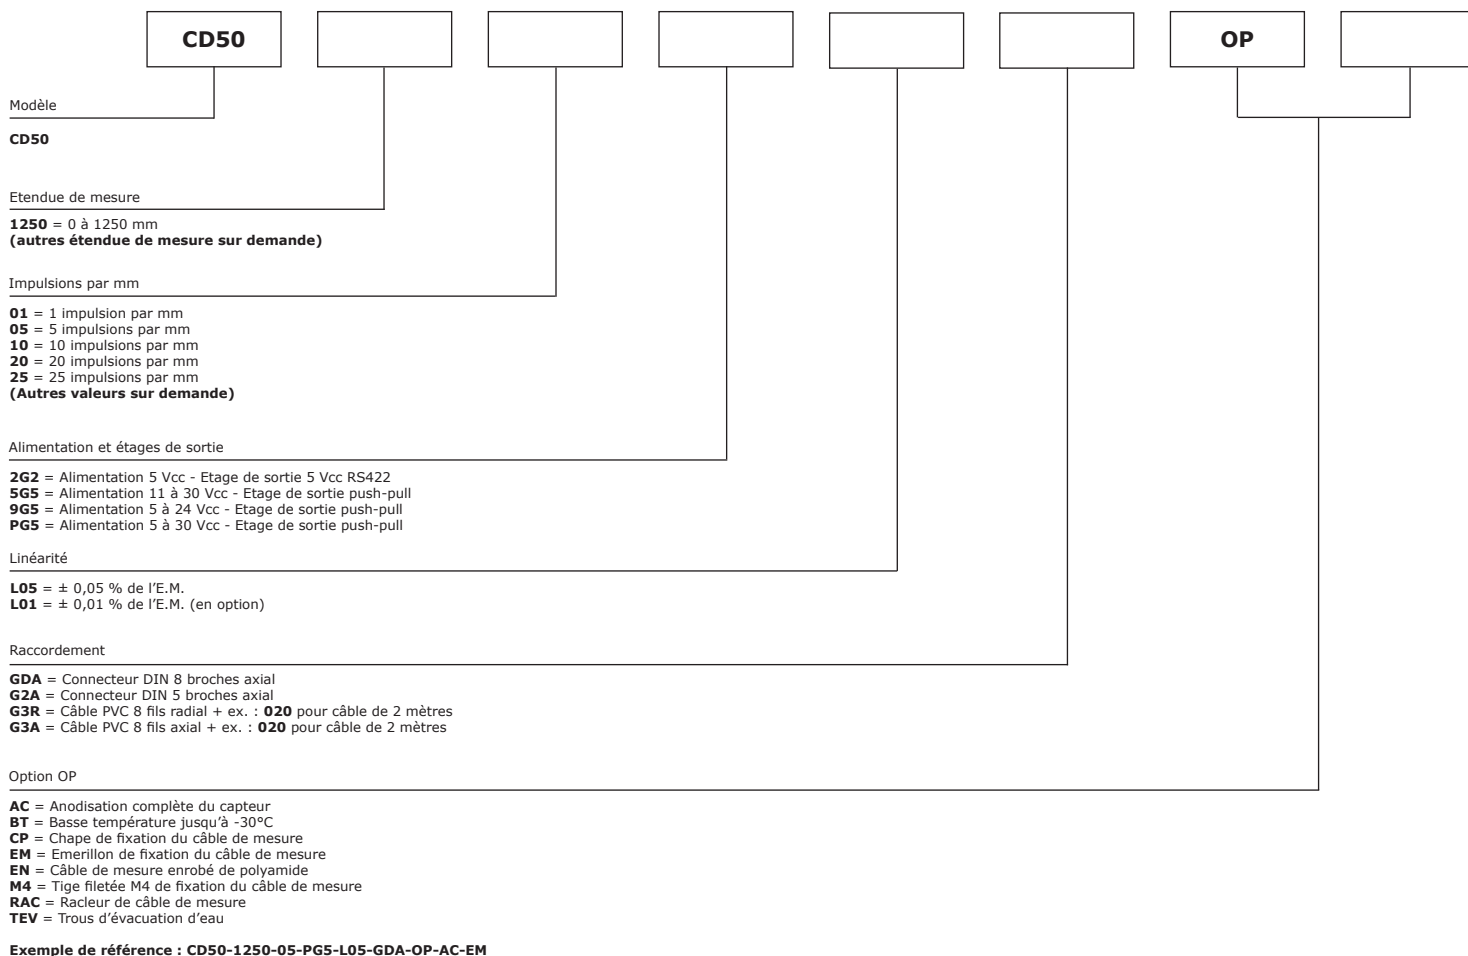 CD50
OP
Modèle
CD50
Etendue de mesure
1250 = 0 à 1250 mm
(autres étendue de mesure sur demande)
Impulsions par mm
01 = 1 impulsion par mm
05 = 5 impulsions par mm
10 = 10 impulsions par mm
20 = 20 impulsions par mm
25 = 25 impulsions par mm
(Autres valeurs sur demande)
Alimentation et étages de sortie
2G2 = Alimentation 5 Vcc - Etage de sortie 5 Vcc RS422
5G5 = Alimentation 11 à 30 Vcc - Etage de sortie push-pull
9G5 = Alimentation 5 à 24 Vcc - Etage de sortie push-pull
PG5 = Alimentation 5 à 30 Vcc - Etage de sortie push-pull
Linéarité
L05 = ± 0,05 % de l'E.M.
L01 = ± 0,01 % de l'E.M. (en option)
Raccordement
GDA = Connecteur DIN 8 broches axial
G2A = Connecteur DIN 5 broches axial
G3R = Câble PVC 8 fils radial + ex. : 020 pour câble de 2 mètres
G3A = Câble PVC 8 fils axial + ex. : 020 pour câble de 2 mètres
Option OP
AC = Anodisation complète du capteur
BT = Basse température jusqu'à -30°C
CP = Chape de fixation du câble de mesure
EM = Emerillon de fixation du câble de mesure
EN = Câble de mesure enrobé de polyamide
M4 = Tige filetée M4 de fixation du câble de mesure
RAC = Racleur de câble de mesure
TEV = Trous d'évacuation d'eau
Exemple de référence : CD50-1250-05-PG5-L05-GDA-OP-AC-EM